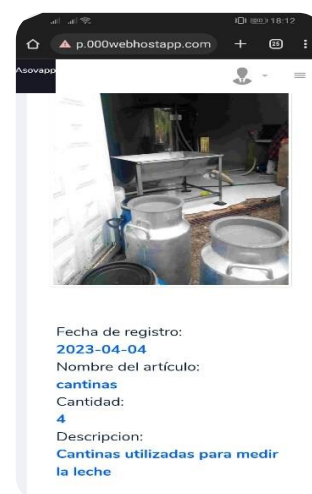 18:12
p.000webhostapp.com
25
Asovapp
Fecha de registro:
2023-04-04
Nombre del artículo:
cantinas
Cantidad:
4
Descripcion:
Cantinas utilizadas para medir
la leche